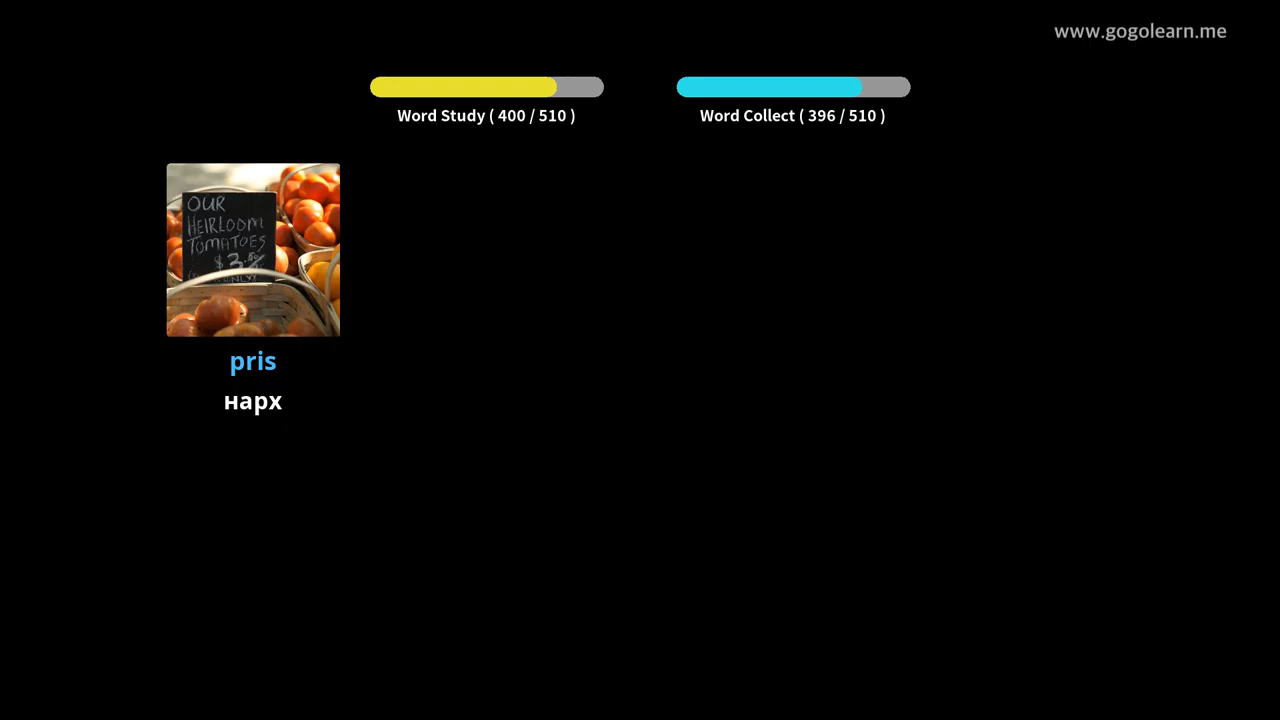 www.gogolearn.me
Word Study ( 400 / 510 )
Word Collect ( 396 / 510 )
OUR
HEIRLOOM
TOMATOES
pris
нарх